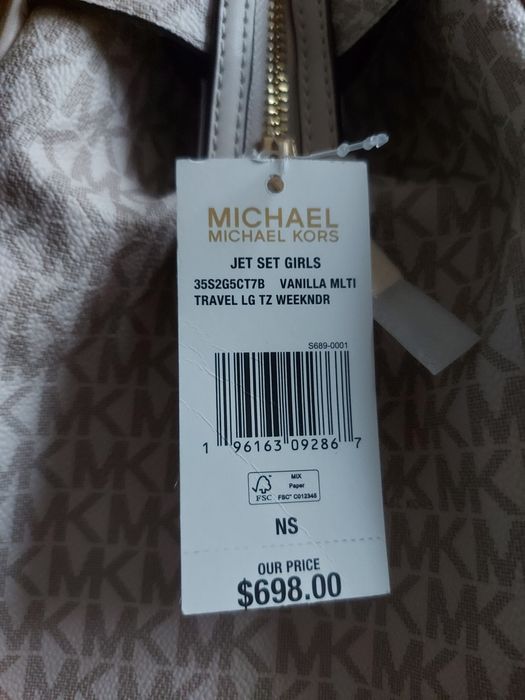 MICHAEL
MICHAEL KORS
JET SET GIRLS
35S2G5CT7B VANILLA MLTI
TRAVEL LG TZ WEEKNDR
S689-0001
1 96163 09286 7
FSC
MIX
Paper
FSC® C012345
NS
OUR PRICE
$698.00